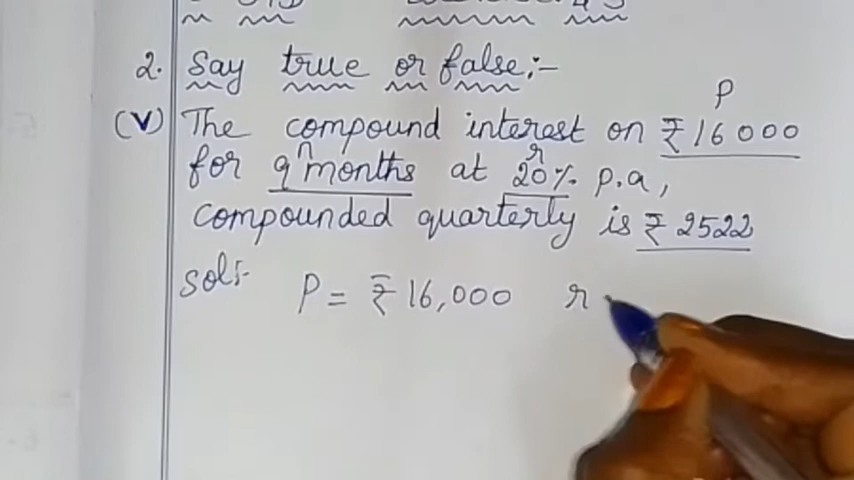 2. Say true or false:-
P
(V) The compound interest on ₹ 16000
n r
for 9 months at 20% p.a,
compounded quarterly is ₹ 2522
Sol:- P = ₹ 16,000 r